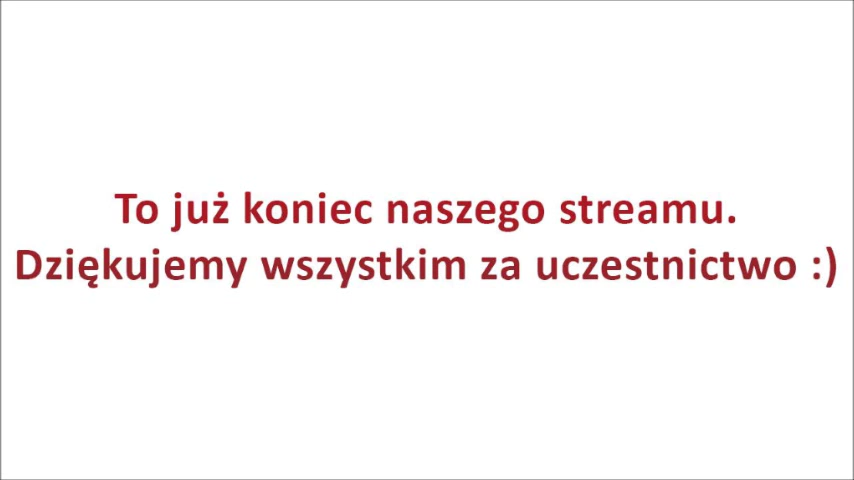 To już koniec naszego streamu.
Dziękujemy wszystkim za uczestnictwo :)